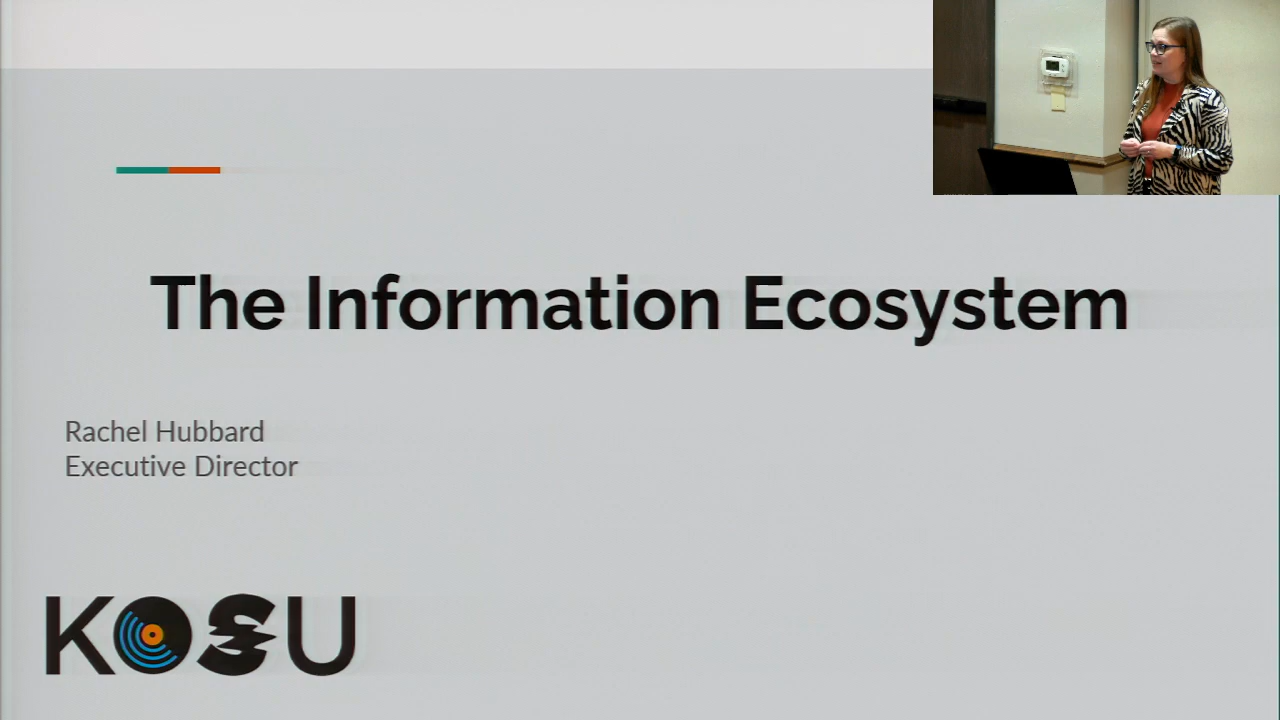 The Information Ecosystem
Rachel Hubbard
Executive Director
KOSU